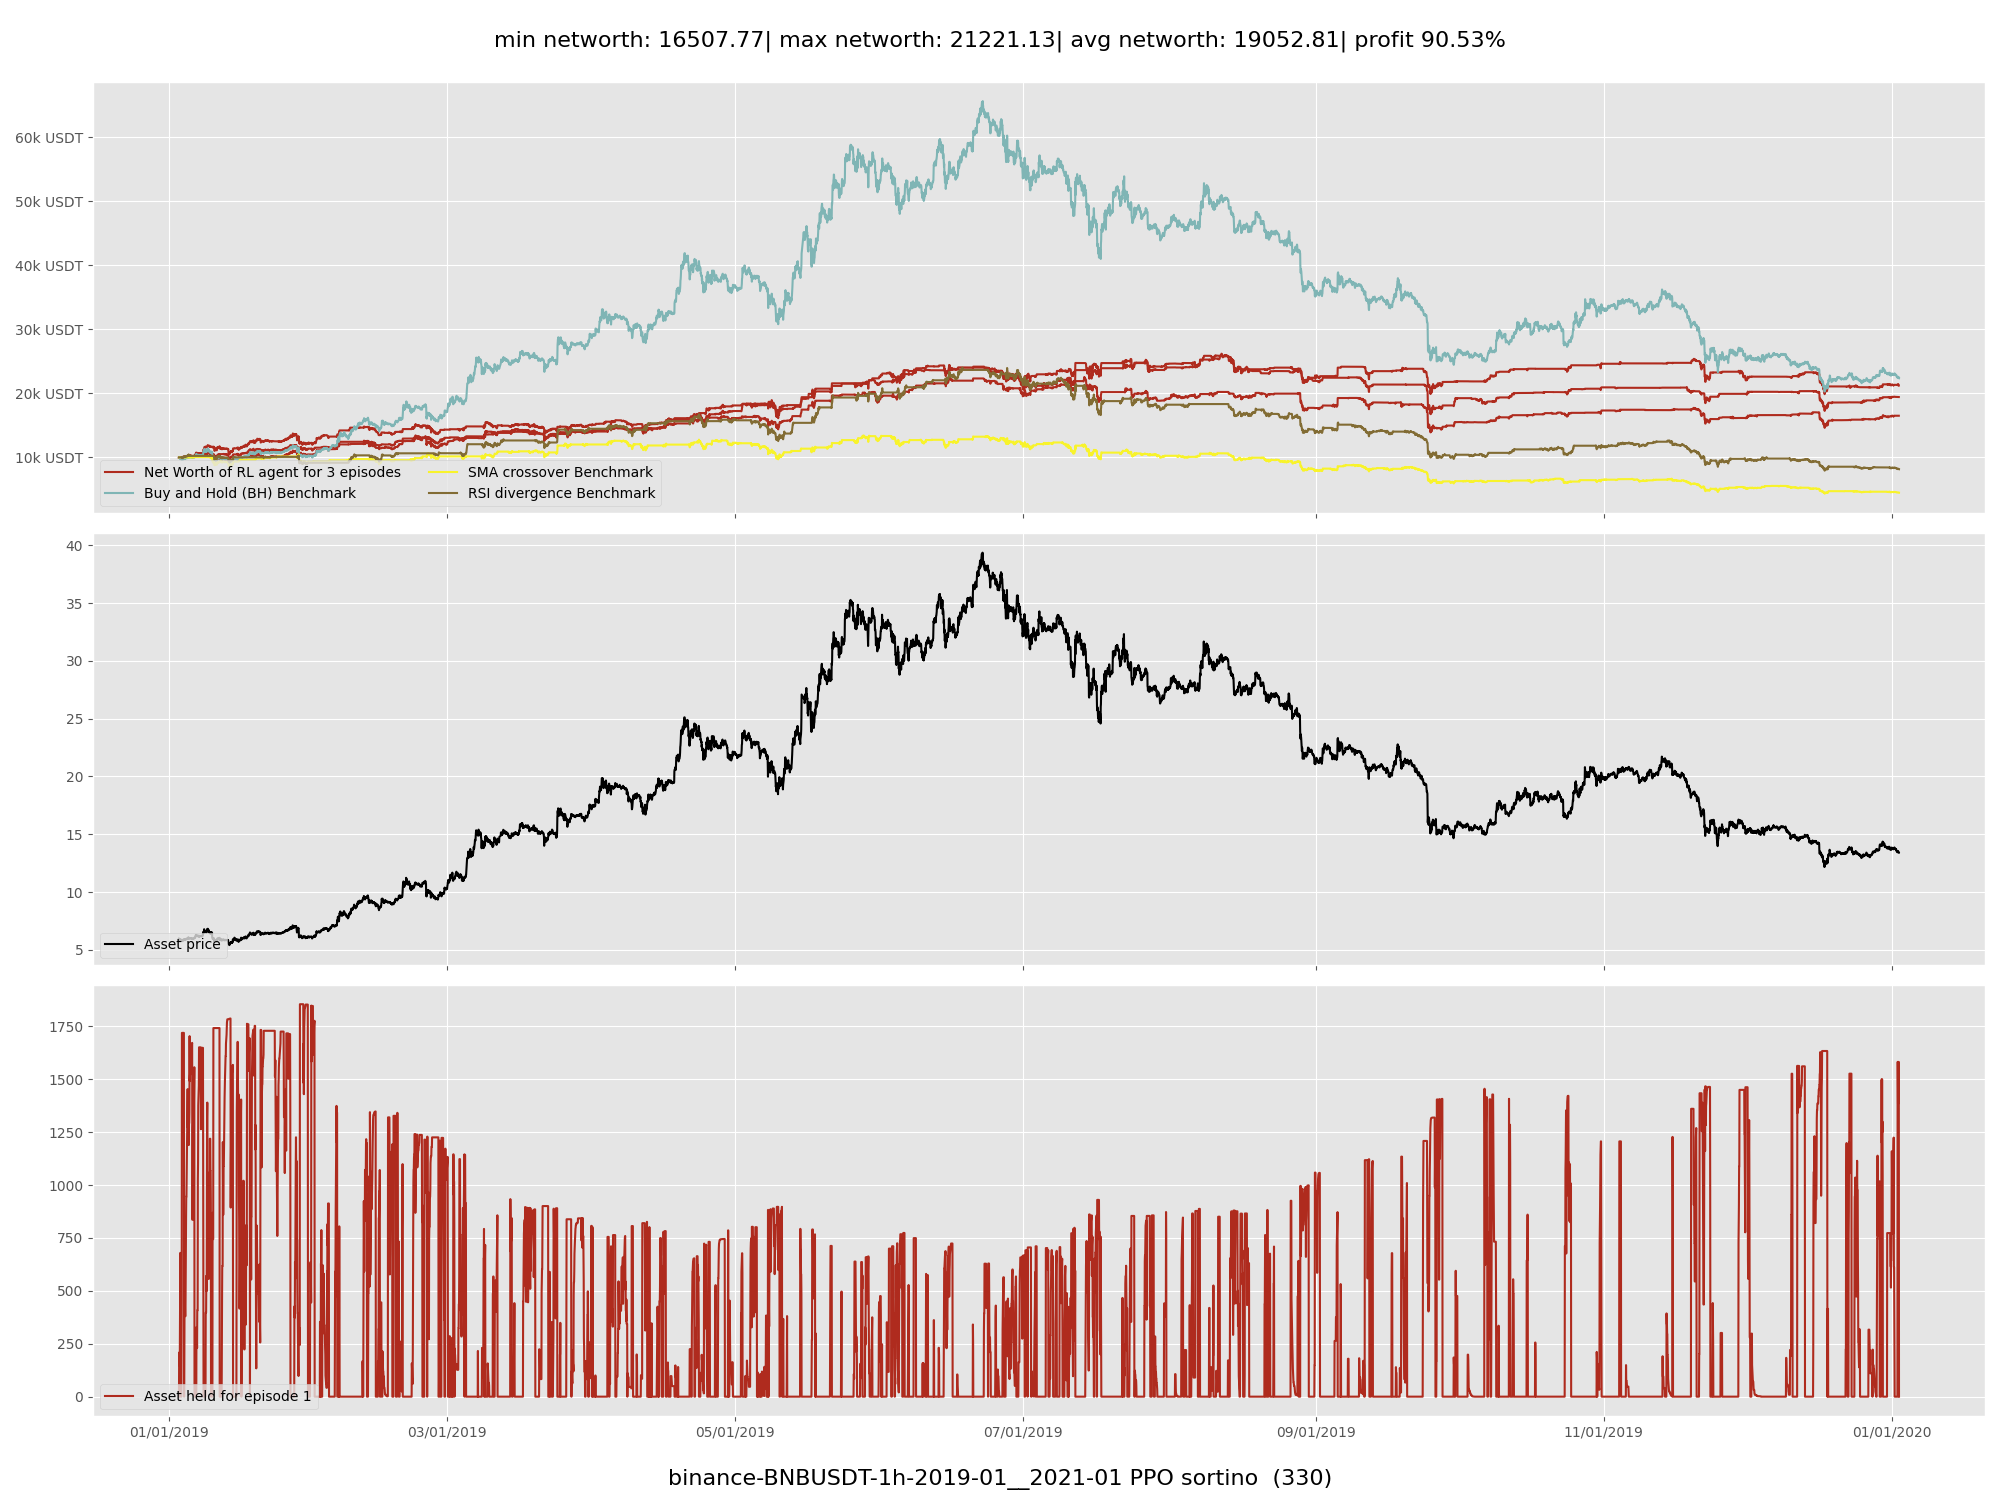 min networth: 16507.77| max networth: 21221.13| avg networth: 19052.81| profit 90.53%
60k USDT
50k USDT
40k USDT
30k USDT
20k USDT
10k USDT
Net Worth of RL agent for 3 episodes
Buy and Hold (BH) Benchmark
SMA crossover Benchmark
RSI divergence Benchmark
40
35
30
25
20
15
10
5
Asset price
1750
1500
1250
1000
750
500
250
0
Asset held for episode 1
01/01/2019
03/01/2019
05/01/2019
07/01/2019
09/01/2019
11/01/2019
01/01/2020
binance-BNBUSDT-1h-2019-01__2021-01 PPO sortino  (330)